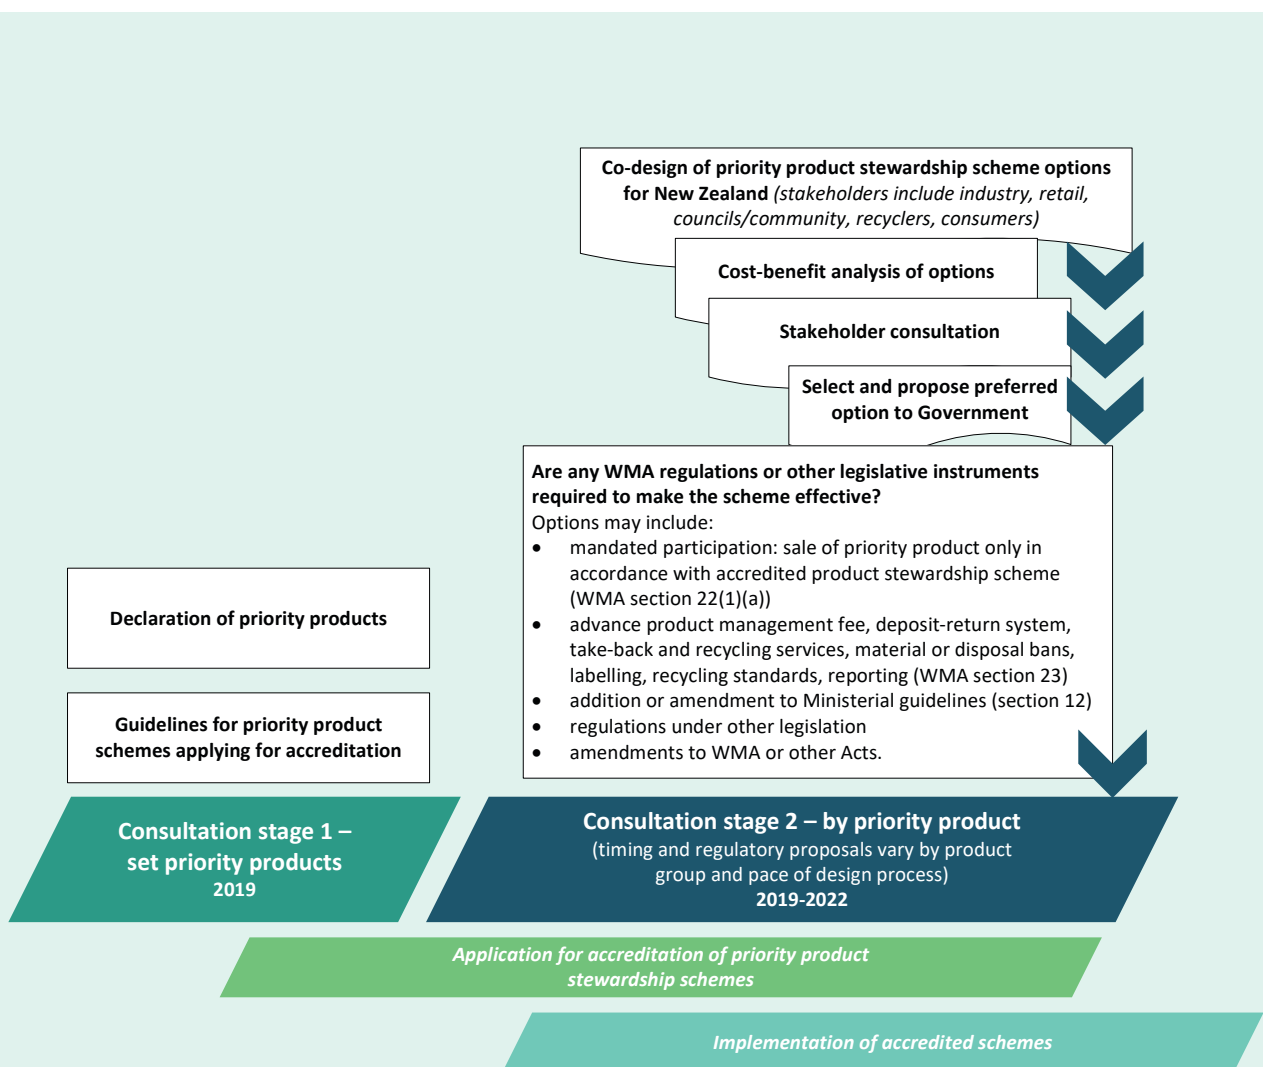 Co-design of priority product stewardship scheme options
for New Zealand (stakeholders include industry, retail,
councils/community, recyclers, consumers)
Cost-benefit analysis of options
Stakeholder consultation
Select and propose preferred
option to Government
Are any WMA regulations or other legislative instruments
required to make the scheme effective?
Options may include:
• mandated participation: sale of priority product only in
accordance with accredited product stewardship scheme
(WMA section 22(1)(a))
• advance product management fee, deposit-return system,
take-back and recycling services, material or disposal bans,
labelling, recycling standards, reporting (WMA section 23)
• addition or amendment to Ministerial guidelines (section 12)
• regulations under other legislation
• amendments to WMA or other Acts.
Declaration of priority products
Guidelines for priority product
schemes applying for accreditation
Consultation stage 1 –
set priority products
2019
Consultation stage 2 – by priority product
(timing and regulatory proposals vary by product
group and pace of design process)
2019-2022
Application for accreditation of priority product
stewardship schemes
Implementation of accredited schemes